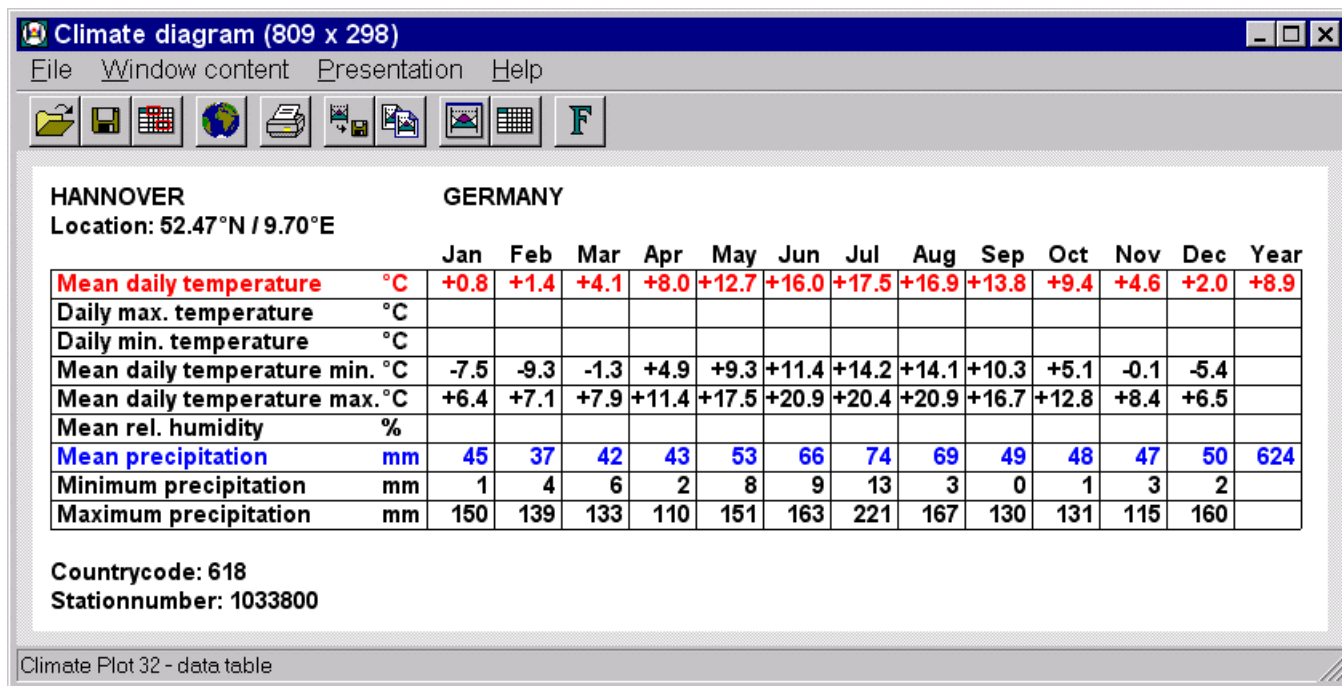 Climate diagram (809 x 298)
File Window content Presentation Help
F
HANNOVER GERMANY
Location: 52.47°N / 9.70°E
Jan Feb Mar Apr May Jun Jul Aug Sep Oct Nov Dec Year
Mean daily temperature °C +0.8 +1.4 +4.1 +8.0 +12.7 +16.0 +17.5 +16.9 +13.8 +9.4 +4.6 +2.0 +8.9
Daily max. temperature °C
Daily min. temperature °C
Mean daily temperature min. °C -7.5 -9.3 -1.3 +4.9 +9.3 +11.4 +14.2 +14.1 +10.3 +5.1 -0.1 -5.4
Mean daily temperature max. °C +6.4 +7.1 +7.9 +11.4 +17.5 +20.9 +20.4 +20.9 +16.7 +12.8 +8.4 +6.5
Mean rel. humidity %
Mean precipitation mm 45 37 42 43 53 66 74 69 49 48 47 50 624
Minimum precipitation mm 1 4 6 2 8 9 13 3 0 1 3 2
Maximum precipitation mm 150 139 133 110 151 163 221 167 130 131 115 160
Countrycode: 618
Stationnumber: 1033800
Climate Plot 32 - data table